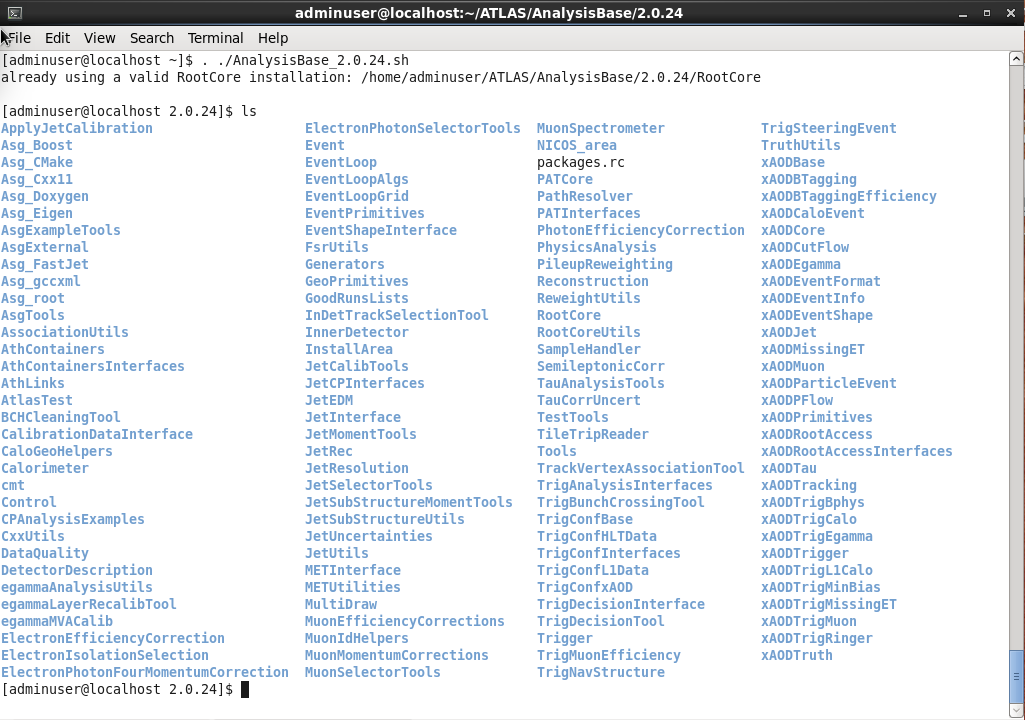 adminuser@localhost:~/ATLAS/AnalysisBase/2.0.24
File Edit View Search Terminal Help
[adminuser@localhost ~]$ . ./AnalysisBase_2.0.24.sh
already using a valid RootCore installation: /home/adminuser/ATLAS/AnalysisBase/2.0.24/RootCore
[adminuser@localhost 2.0.24]$ ls
ApplyJetCalibration ElectronPhotonSelectorTools MuonSpectrometer TrigSteeringEvent
Asg_Boost Event NICOS_area TruthUtils
Asg_CMake EventLoop packages.rc xAODBase
Asg_Cxx11 EventLoopAlgs PATCore xAODBTagging
Asg_Doxygen EventLoopGrid PathResolver xAODBTaggingEfficiency
Asg_Eigen EventPrimitives PATInterfaces xAODCaloEvent
AsgExampleTools EventShapeInterface PhotonEfficiencyCorrection xAODCore
AsgExternal FsrUtils PhysicsAnalysis xAODCutFlow
Asg_FastJet Generators PileupReweighting xAODEgamma
Asg_gccxml GeoPrimitives Reconstruction xAODEventFormat
Asg_root GoodRunsLists ReweightUtils xAODEventInfo
AsgTools InDetTrackSelectionTool RootCore xAODEventShape
AssociationUtils InnerDetector RootCoreUtils xAODJet
AthContainers InstallArea SampleHandler xAODMissingET
AthContainersInterfaces JetCalibTools SemileptonicCorr xAODMuon
AthLinks JetCPInterfaces TauAnalysisTools xAODParticleEvent
AtlasTest JetEDM TauCorrUncert xAODPFlow
BCHCleaningTool JetInterface TestTools xAODPrimitives
CalibrationDataInterface JetMomentTools TileTripReader xAODRootAccess
CaloGeoHelpers JetRec Tools xAODRootAccessInterfaces
Calorimeter JetResolution TrackVertexAssociationTool xAODTau
cmt JetSelectorTools TrigAnalysisInterfaces xAODTracking
Control JetSubStructureMomentTools TrigBunchCrossingTool xAODTrigBphys
CPAnalysisExamples JetSubStructureUtils TrigConfBase xAODTrigCalo
CxxUtils JetUncertainties TrigConfHLTData xAODTrigEgamma
DataQuality JetUtils TrigConfInterfaces xAODTrigger
DetectorDescription METInterface TrigConfL1Data xAODTrigL1Calo
egammaAnalysisUtils METUtilities TrigConfxAOD xAODTrigMinBias
egammaLayerRecalibTool MultiDraw TrigDecisionInterface xAODTrigMissingET
egammaMVACalib MuonEfficiencyCorrections TrigDecisionTool xAODTrigMuon
ElectronEfficiencyCorrection MuonIdHelpers Trigger xAODTrigRinger
ElectronIsolationSelection MuonMomentumCorrections TrigMuonEfficiency xAODTruth
ElectronPhotonFourMomentumCorrection MuonSelectorTools TrigNavStructure
[adminuser@localhost 2.0.24]$